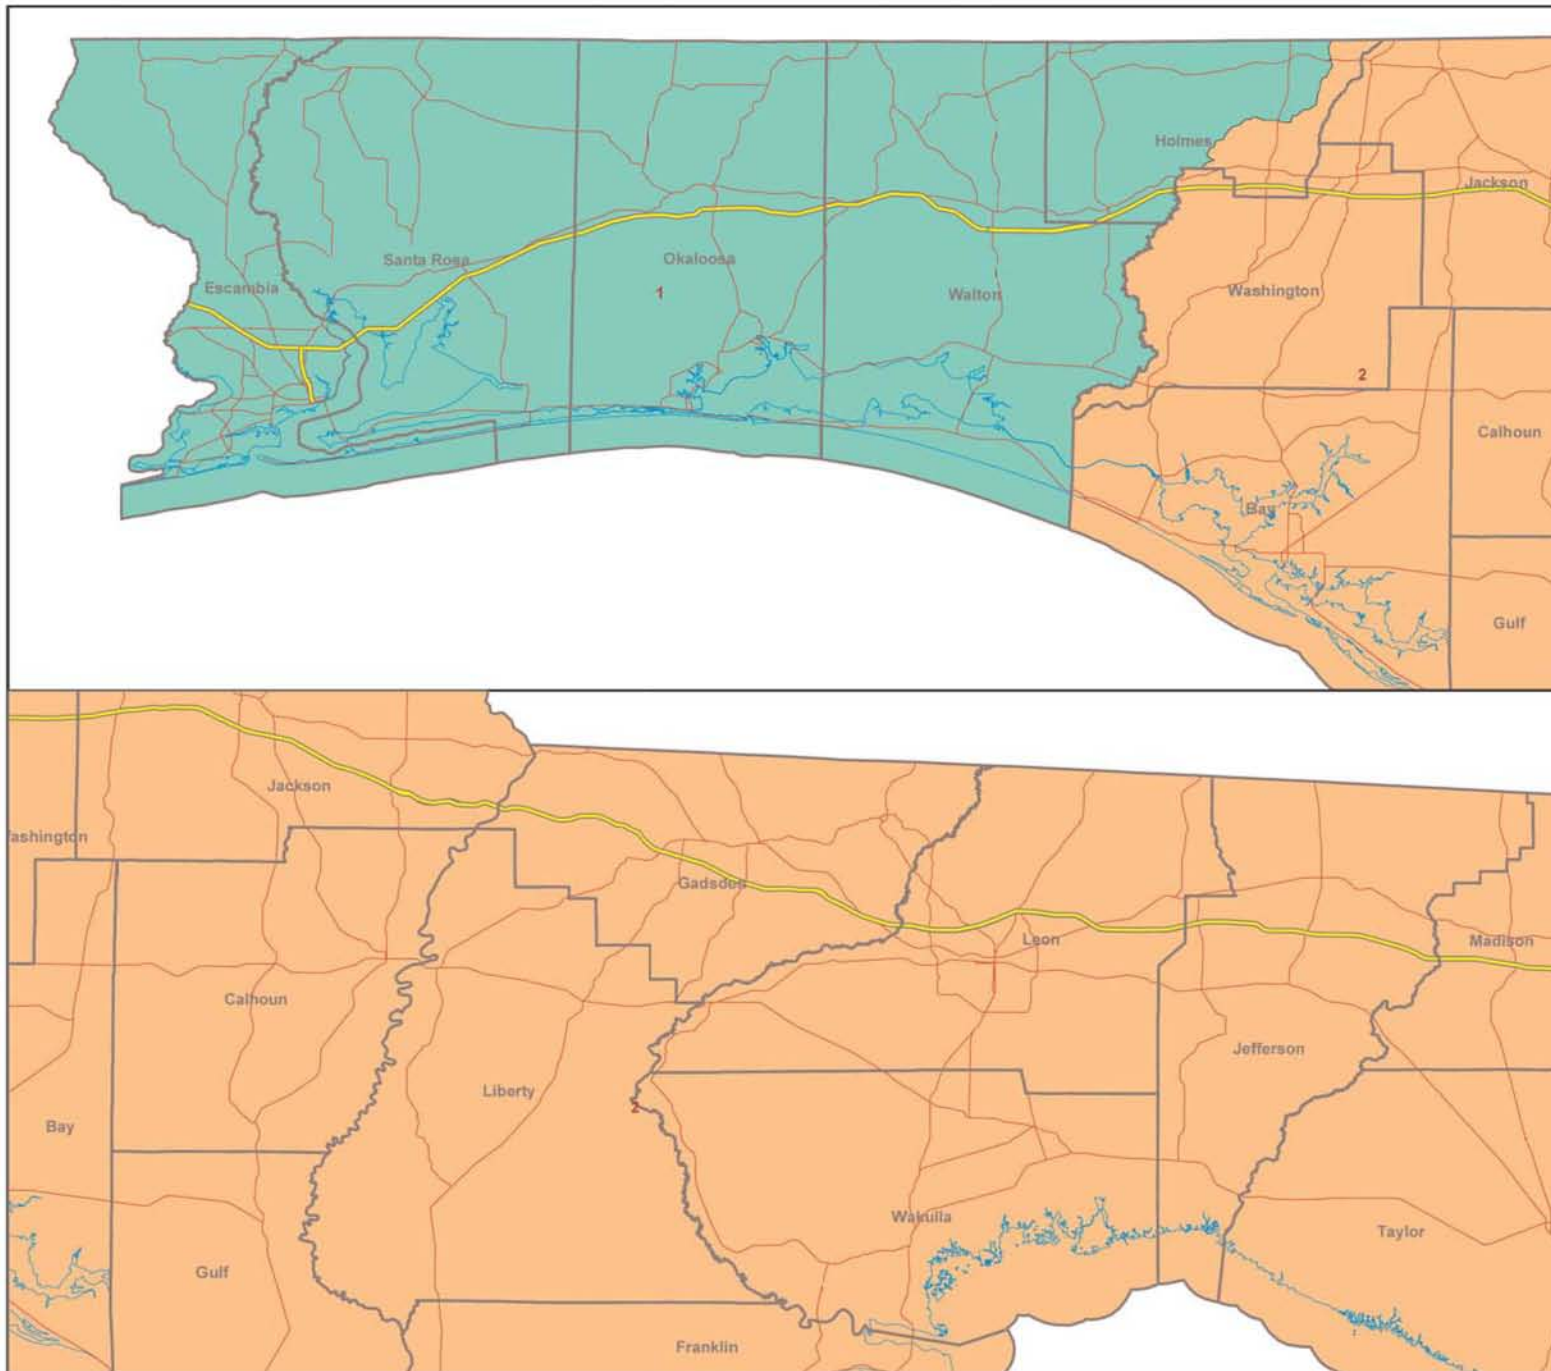 Holmes
Jackson
Santa Rosa
Okaloosa
Escambia
1
Walton
Washington
2
Calhoun
Bay
Gulf
Jackson
ashington
Gadsden
Leon
Madison
Calhoun
Jefferson
Liberty
2
Bay
Wakulla
Taylor
Gulf
Franklin